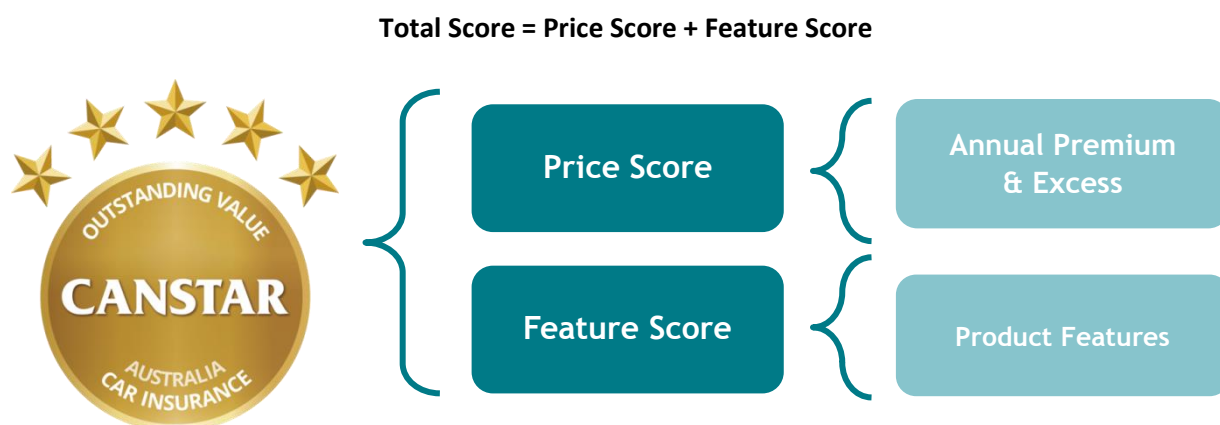 Total Score = Price Score + Feature Score
OUTSTANDING VALUE
CANSTAR
AUSTRALIA
CAR INSURANCE
Price Score
Annual Premium
& Excess
Feature Score
Product Features